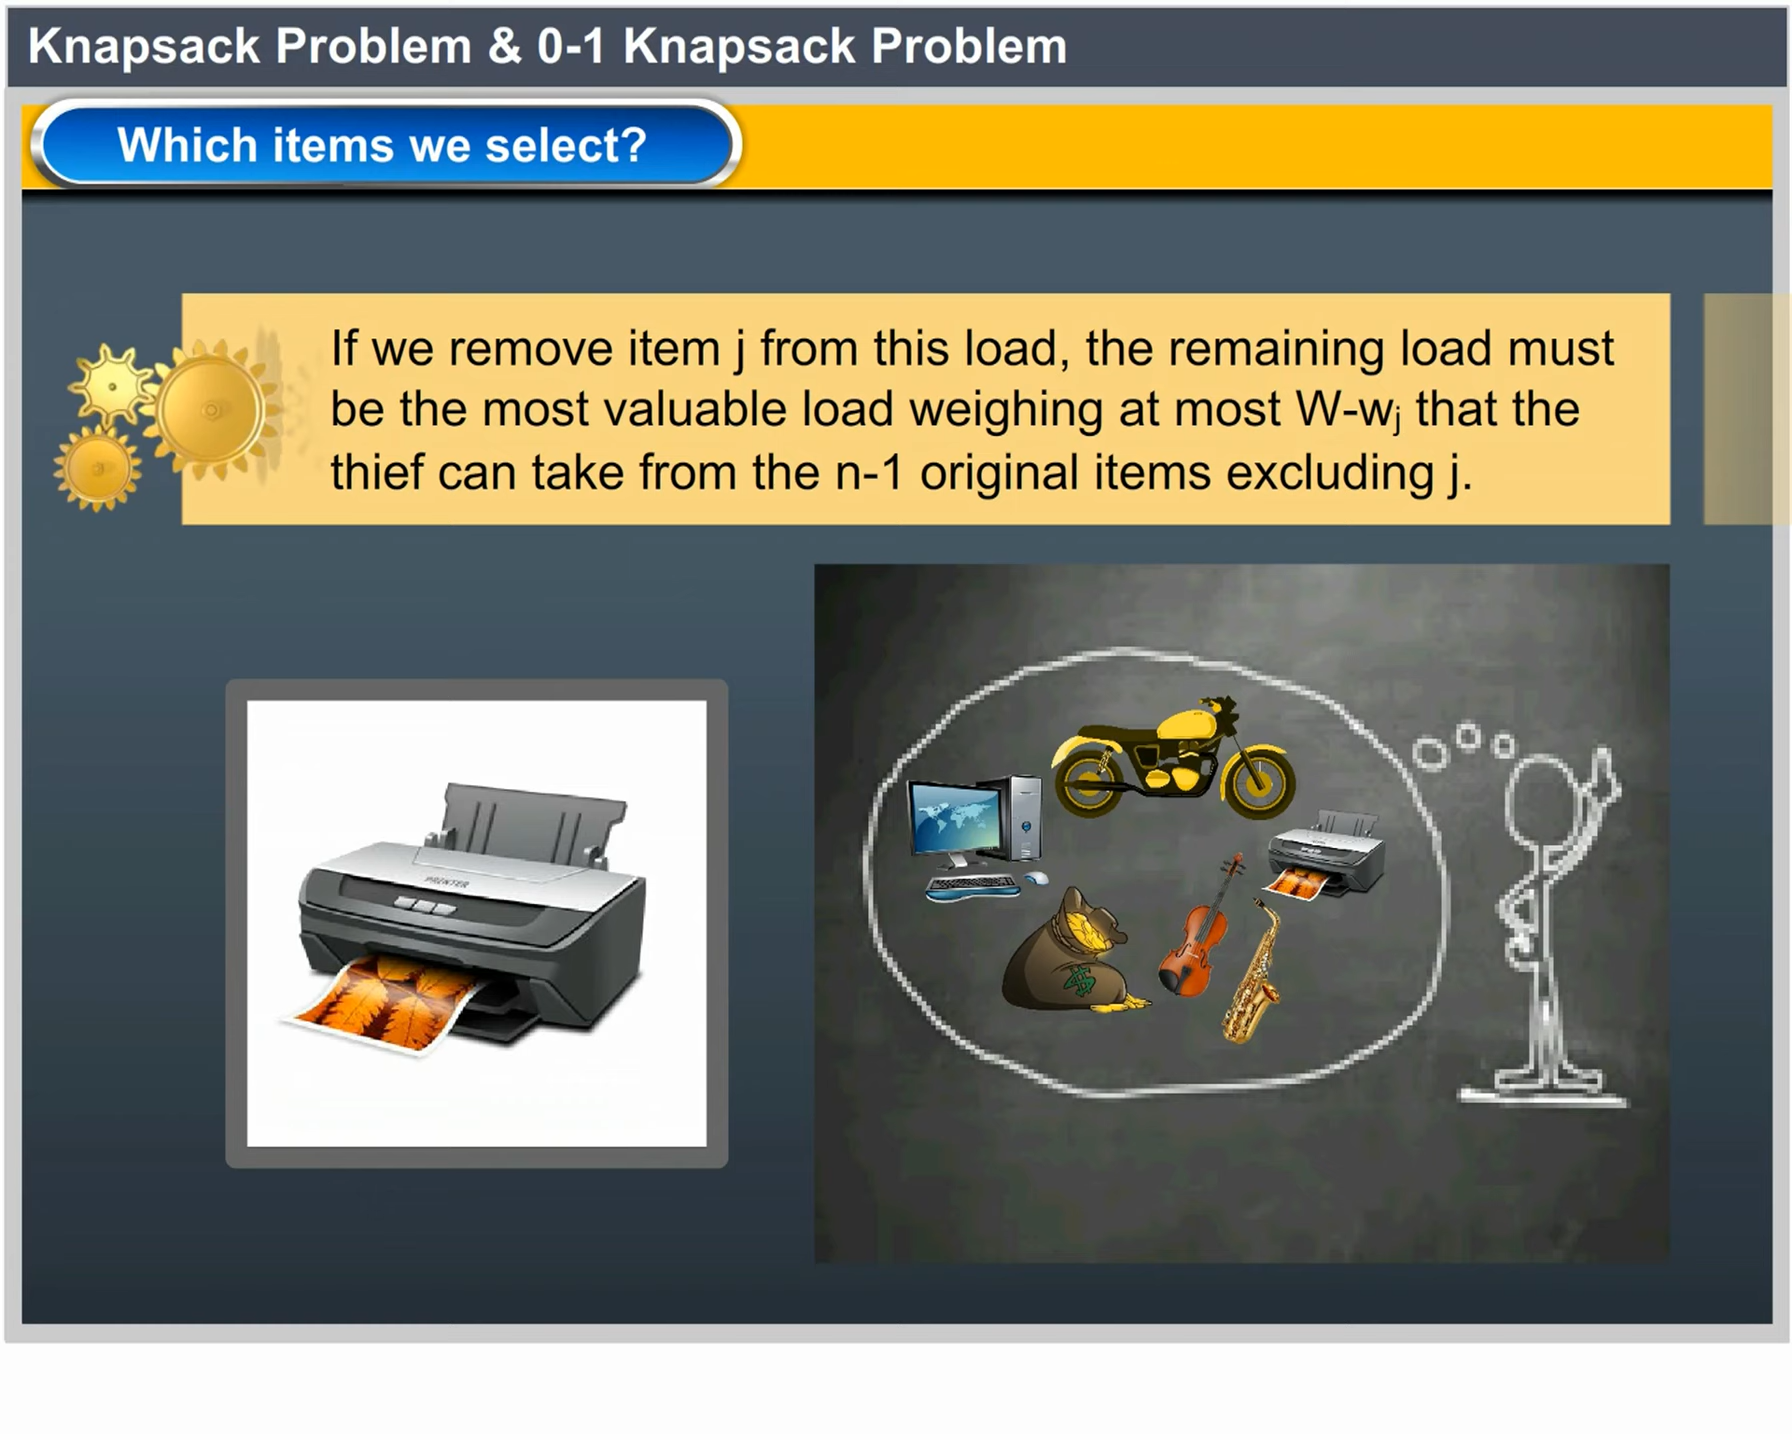 Knapsack Problem & 0-1 Knapsack Problem
Which items we select?
If we remove item j from this load, the remaining load must
be the most valuable load weighing at most W-wj that the
thief can take from the n-1 original items excluding j.
PRINTER